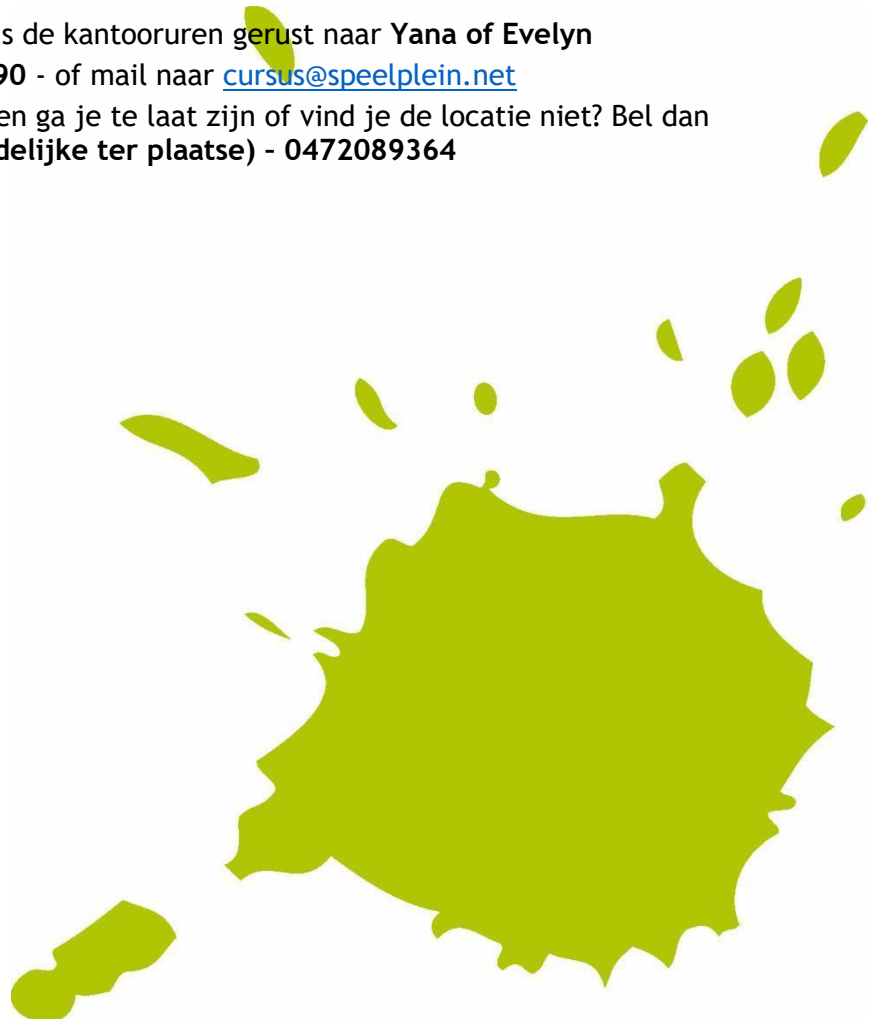 s de kantooruren gerust naar Yana of Evelyn
90 - of mail naar cursus@speelplein.net
en ga je te laat zijn of vind je de locatie niet? Bel dan
delijke ter plaatse) – 0472089364